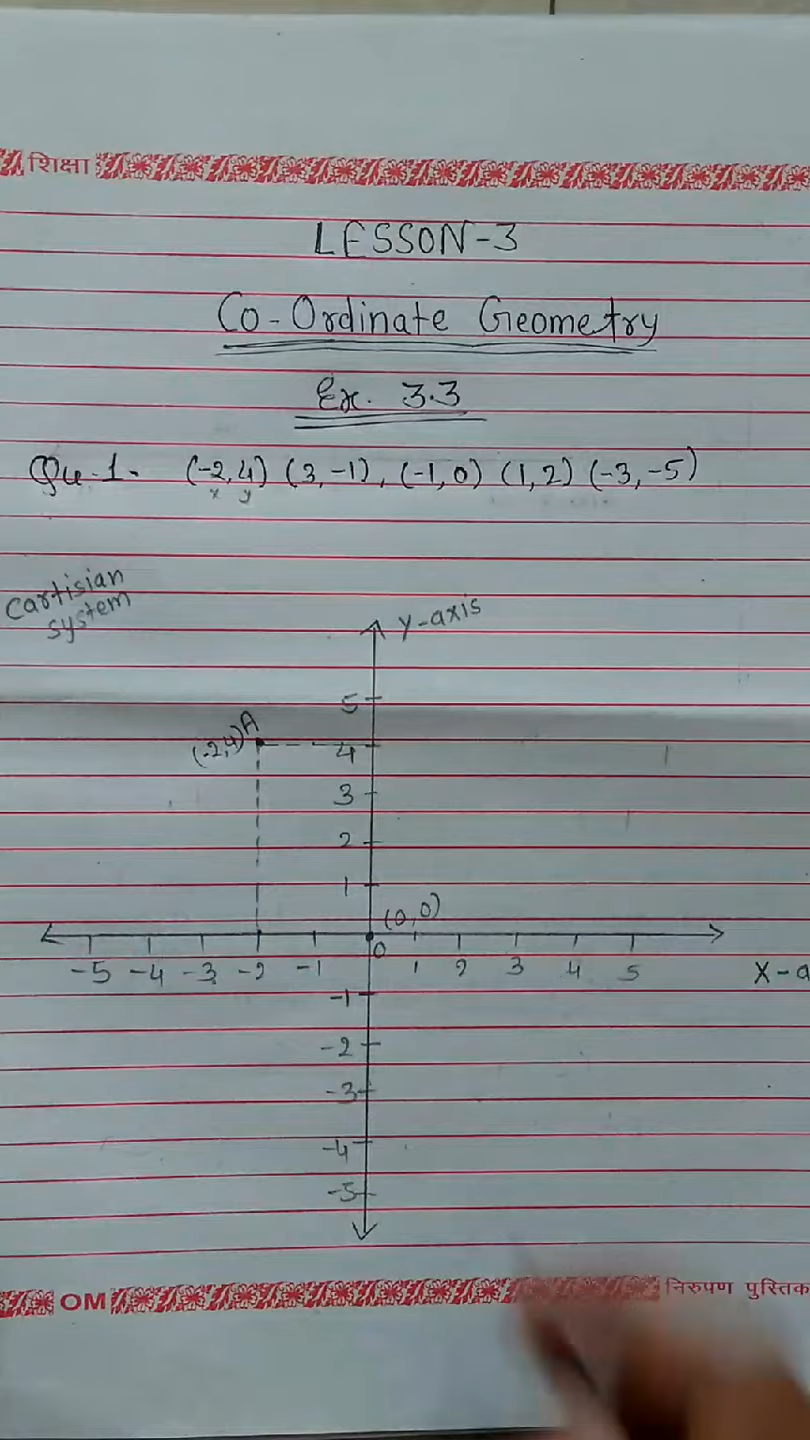 शिक्षा
LESSON-3
Co-Ordinate Geometry
Ex. 3.3
Qu-1. (-2,4) (3,-1), (-1,0) (1,2) (-3,-5)
x y
Cartisian
system
y-axis
5
A
(-2,4)
4
3
2
1
(0,0)
0
-5 -4 -3 -2 -1 1 2 3 4 5
X-a
-1
-2
-3
-4
-5
OM
निरुपण पुस्तिक